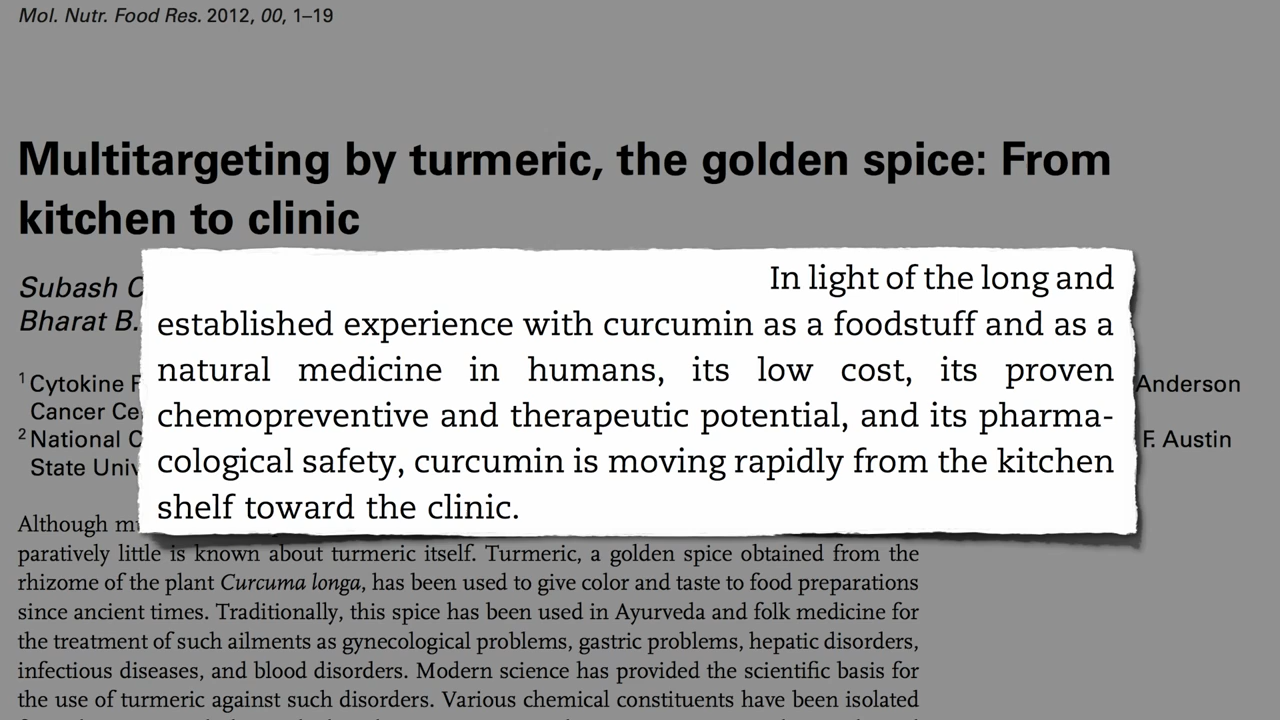 Mol. Nutr. Food Res. 2012, 00, 1–19
Multitargeting by turmeric, the golden spice: From
kitchen to clinic
Subash C
Bharat B.
In light of the long and
established experience with curcumin as a foodstuff and as a
natural medicine in humans, its low cost, its proven
chemopreventive and therapeutic potential, and its pharma-
cological safety, curcumin is moving rapidly from the kitchen
shelf toward the clinic.
1 Cytokine Anderson
Cancer Ce
2 National C F. Austin
State Univ
Although
paratively little is known about turmeric itself. Turmeric, a golden spice obtained from the
rhizome of the plant Curcuma longa, has been used to give color and taste to food preparations
since ancient times. Traditionally, this spice has been used in Ayurveda and folk medicine for
the treatment of such ailments as gynecological problems, gastric problems, hepatic disorders,
infectious diseases, and blood disorders. Modern science has provided the scientific basis for
the use of turmeric against such disorders. Various chemical constituents have been isolated